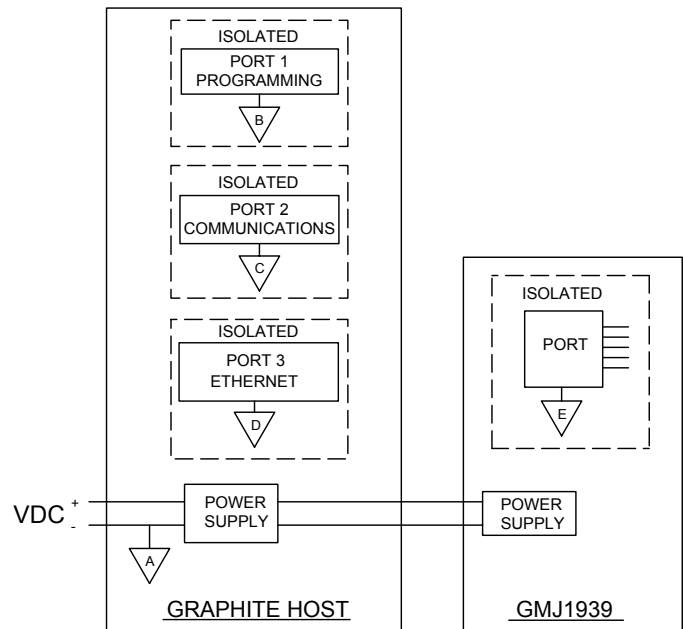 ISOLATED
PORT 1
PROGRAMMING
B
ISOLATED
PORT 2
COMMUNICATIONS
C
ISOLATED
PORT 3
ETHERNET
D
VDC + -
POWER
SUPPLY
A
GRAPHITE HOST
ISOLATED
PORT
E
POWER
SUPPLY
GMJ1939